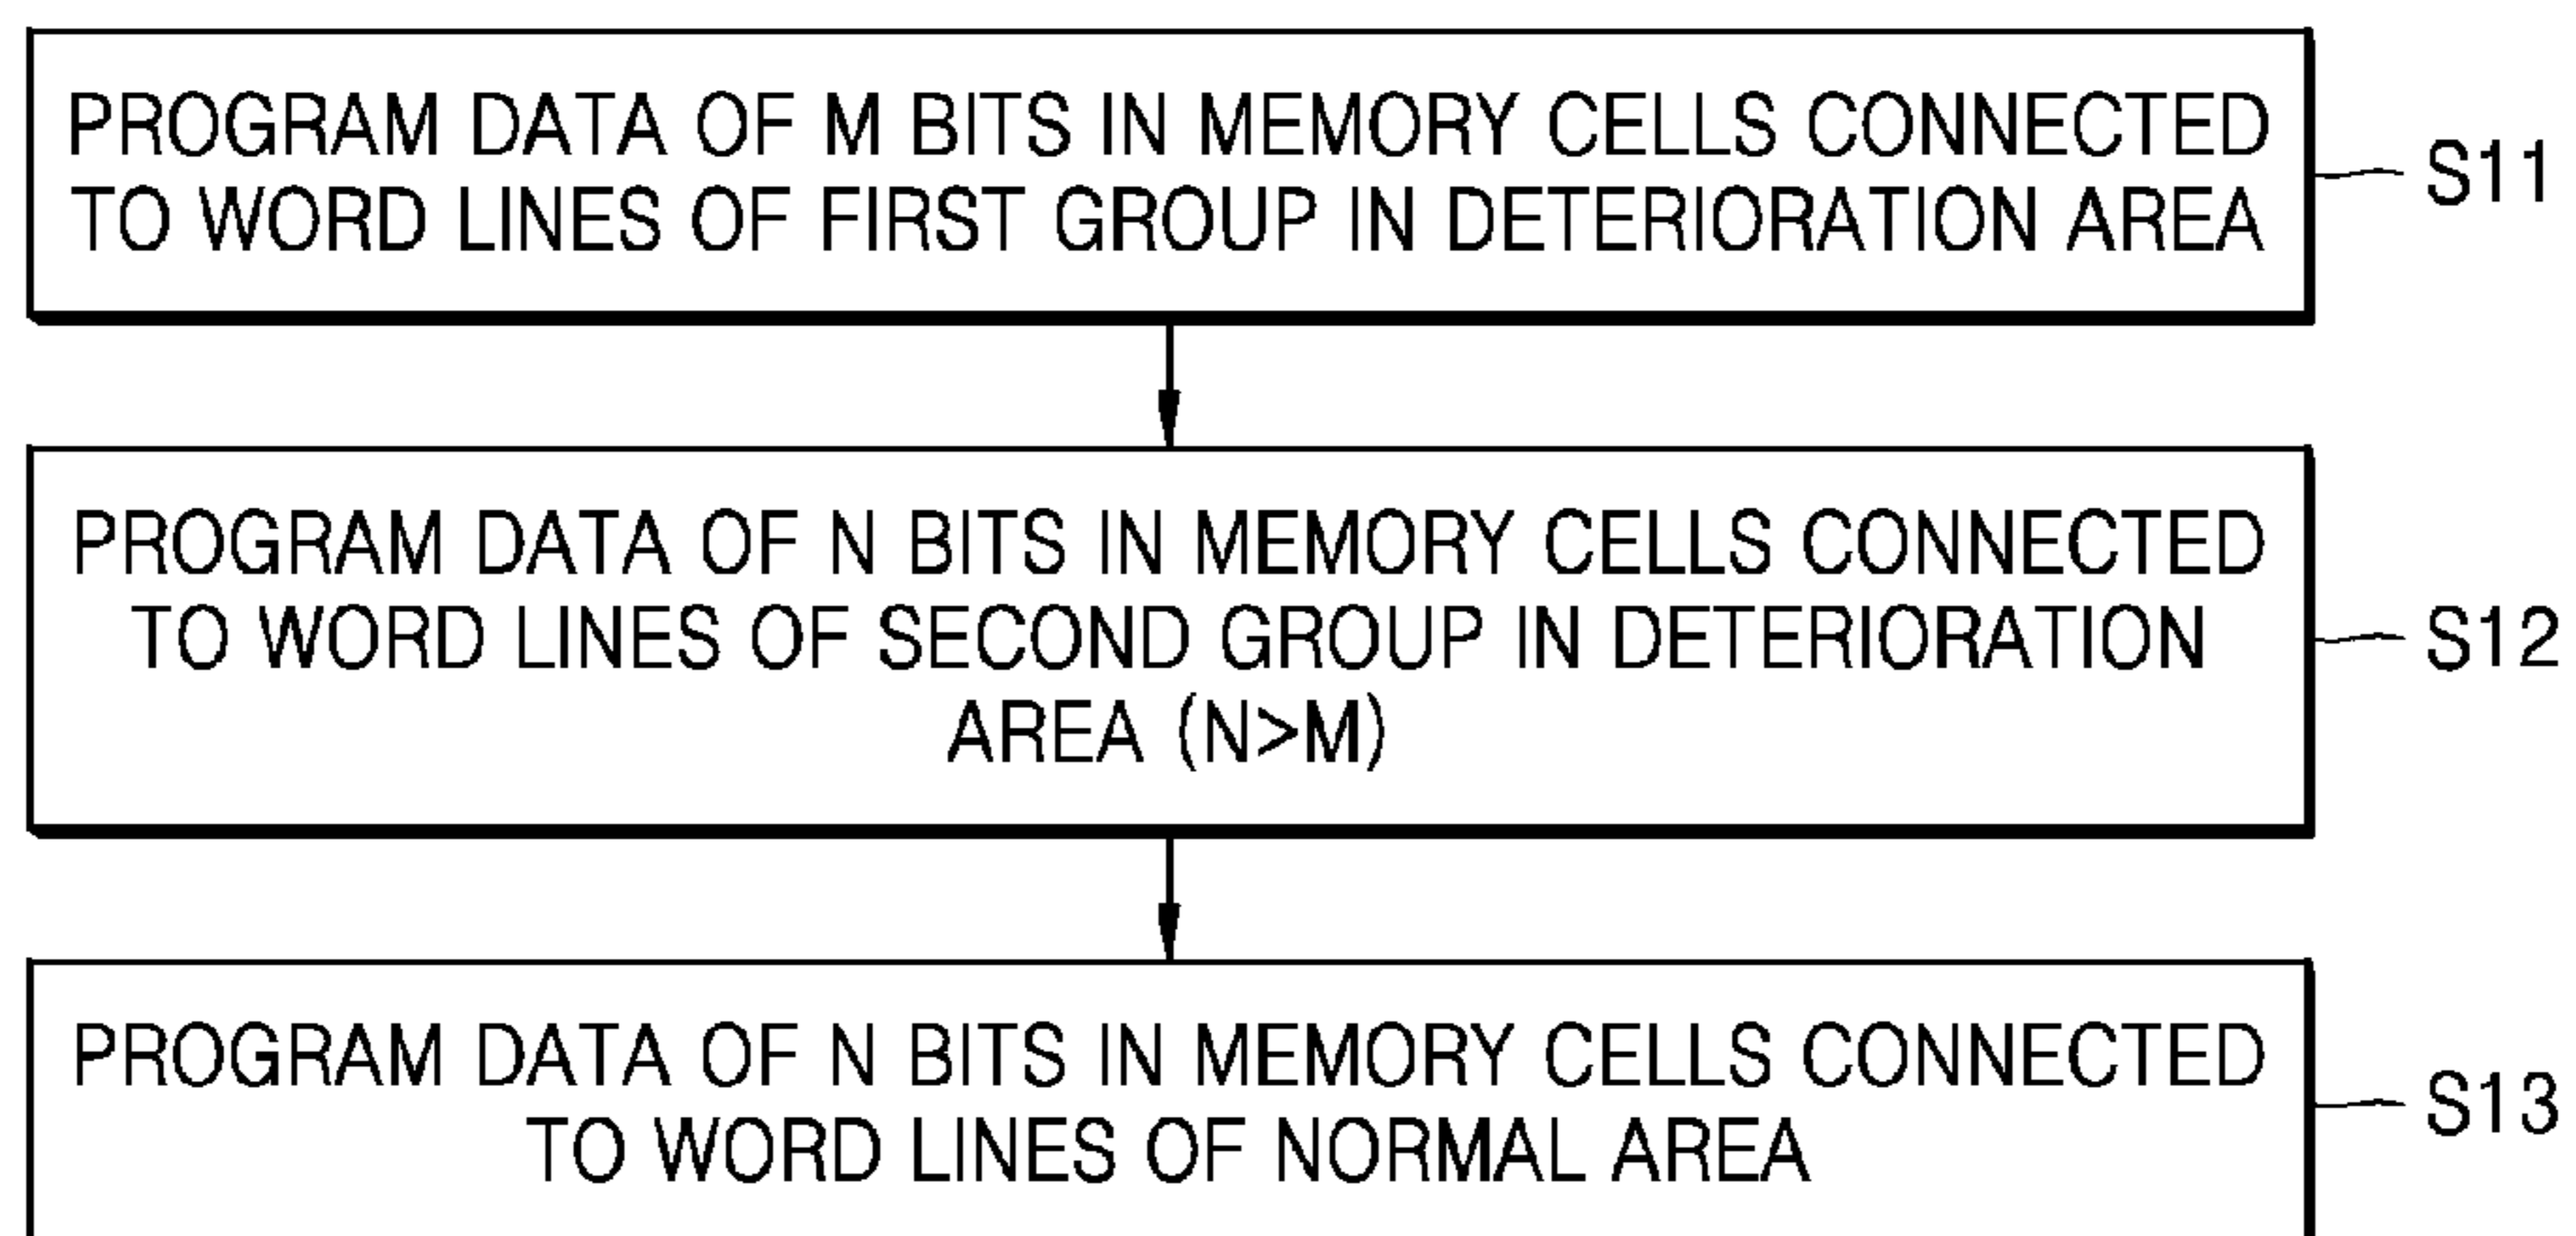 PROGRAM DATA OF M BITS IN MEMORY CELLS CONNECTED
TO WORD LINES OF FIRST GROUP IN DETERIORATION AREA
S11
PROGRAM DATA OF N BITS IN MEMORY CELLS CONNECTED
TO WORD LINES OF SECOND GROUP IN DETERIORATION
AREA (N>M)
S12
PROGRAM DATA OF N BITS IN MEMORY CELLS CONNECTED
TO WORD LINES OF NORMAL AREA
S13